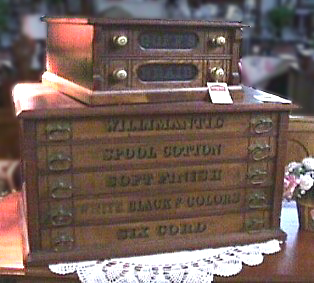 WILLIMANTIC
SPOOL COTTON
SOFT FINISH
WHITE BLACK & COLORS
SIX CORD